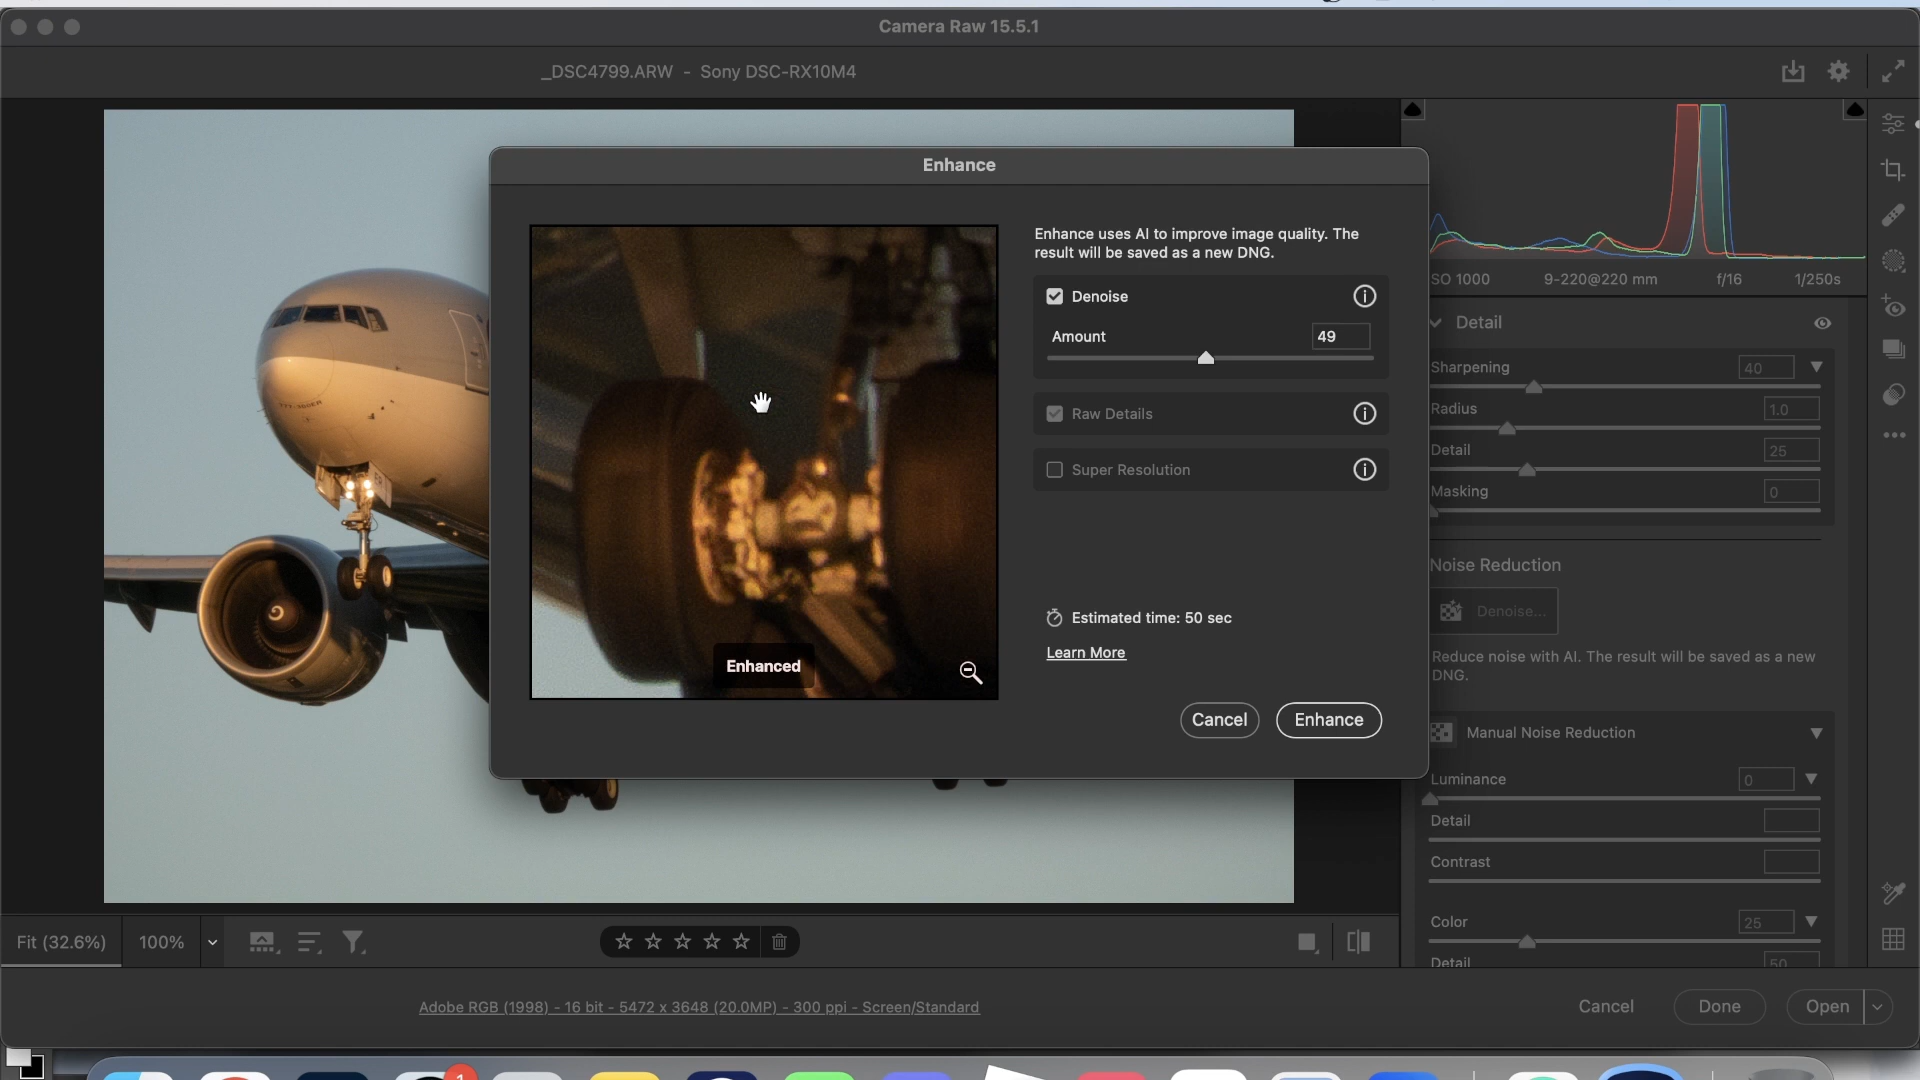 Camera Raw 15.5.1
_DSC4799.ARW - Sony DSC-RX10M4
Enhance
Enhance uses AI to improve image quality. The
result will be saved as a new DNG.
Denoise
Amount 49
Raw Details
Super Resolution
Estimated time: 50 sec
Learn More
Enhanced
Cancel Enhance
ISO 1000 9-220@220 mm f/16 1/250s
Detail
Sharpening 40
Radius 1.0
Detail 25
Masking 0
Noise Reduction
Denoise...
Reduce noise with AI. The result will be saved as a new
DNG.
Manual Noise Reduction
Luminance 0
Detail
Contrast
Color 25
Detail 50
Fit (32.6%) 100%
Adobe RGB (1998) - 16 bit - 5472 x 3648 (20.0MP) - 300 ppi - Screen/Standard
Cancel Done Open
1